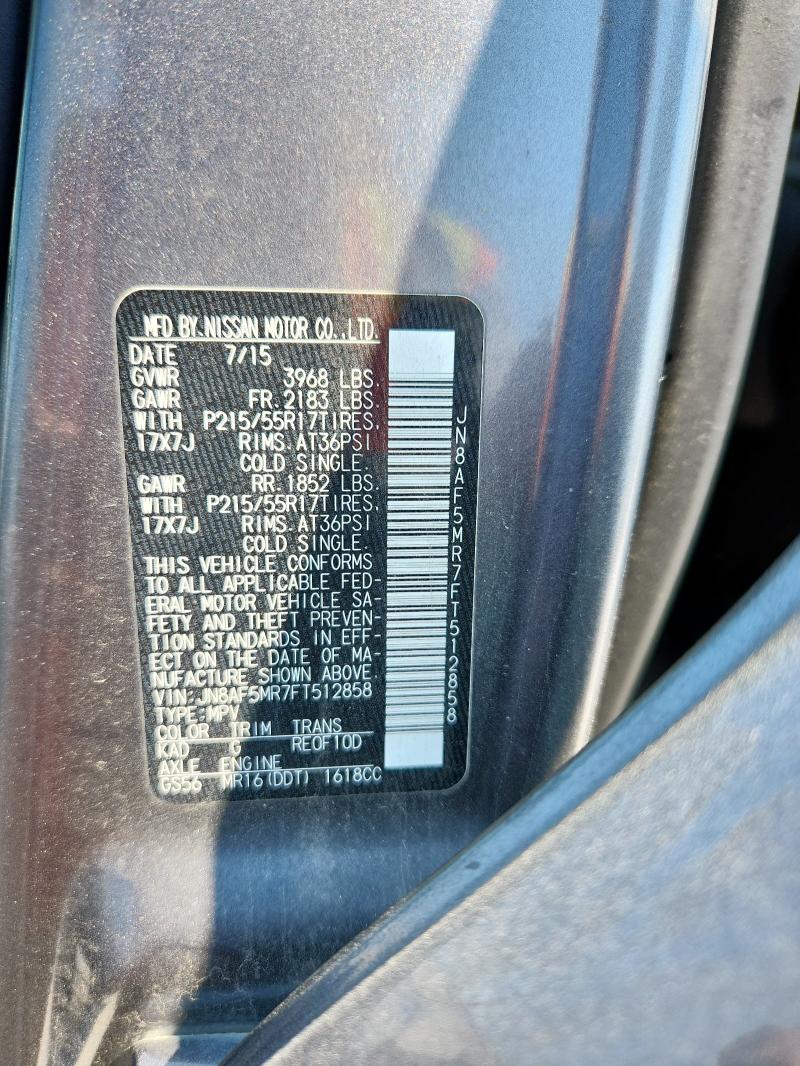 MFD BY NISSAN MOTOR CO.,LTD.
DATE 7/15
GVWR 3968 LBS.
GAWR FR. 2183 LBS.
WITH P215/55R17TIRES.
17X7J RIMS.AT36PSI
COLD SINGLE.
GAWR RR. 1852 LBS.
WITH P215/55R17TIRES.
17X7J RIMS.AT36PSI
COLD SINGLE.
THIS VEHICLE CONFORMS
TO ALL APPLICABLE FED-
ERAL MOTOR VEHICLE SA-
FETY AND THEFT PREVEN-
TION STANDARDS IN EFF-
ECT ON THE DATE OF MA-
NUFACTURE SHOWN ABOVE.
VIN:JN8AF5MR7FT512858
TYPE:MPV
COLOR TRIM TRANS
KAD G RE0F10D
AXLE ENGINE
GS56 MR16(DDT) 1618CC
JN8AF5MR7FT512858